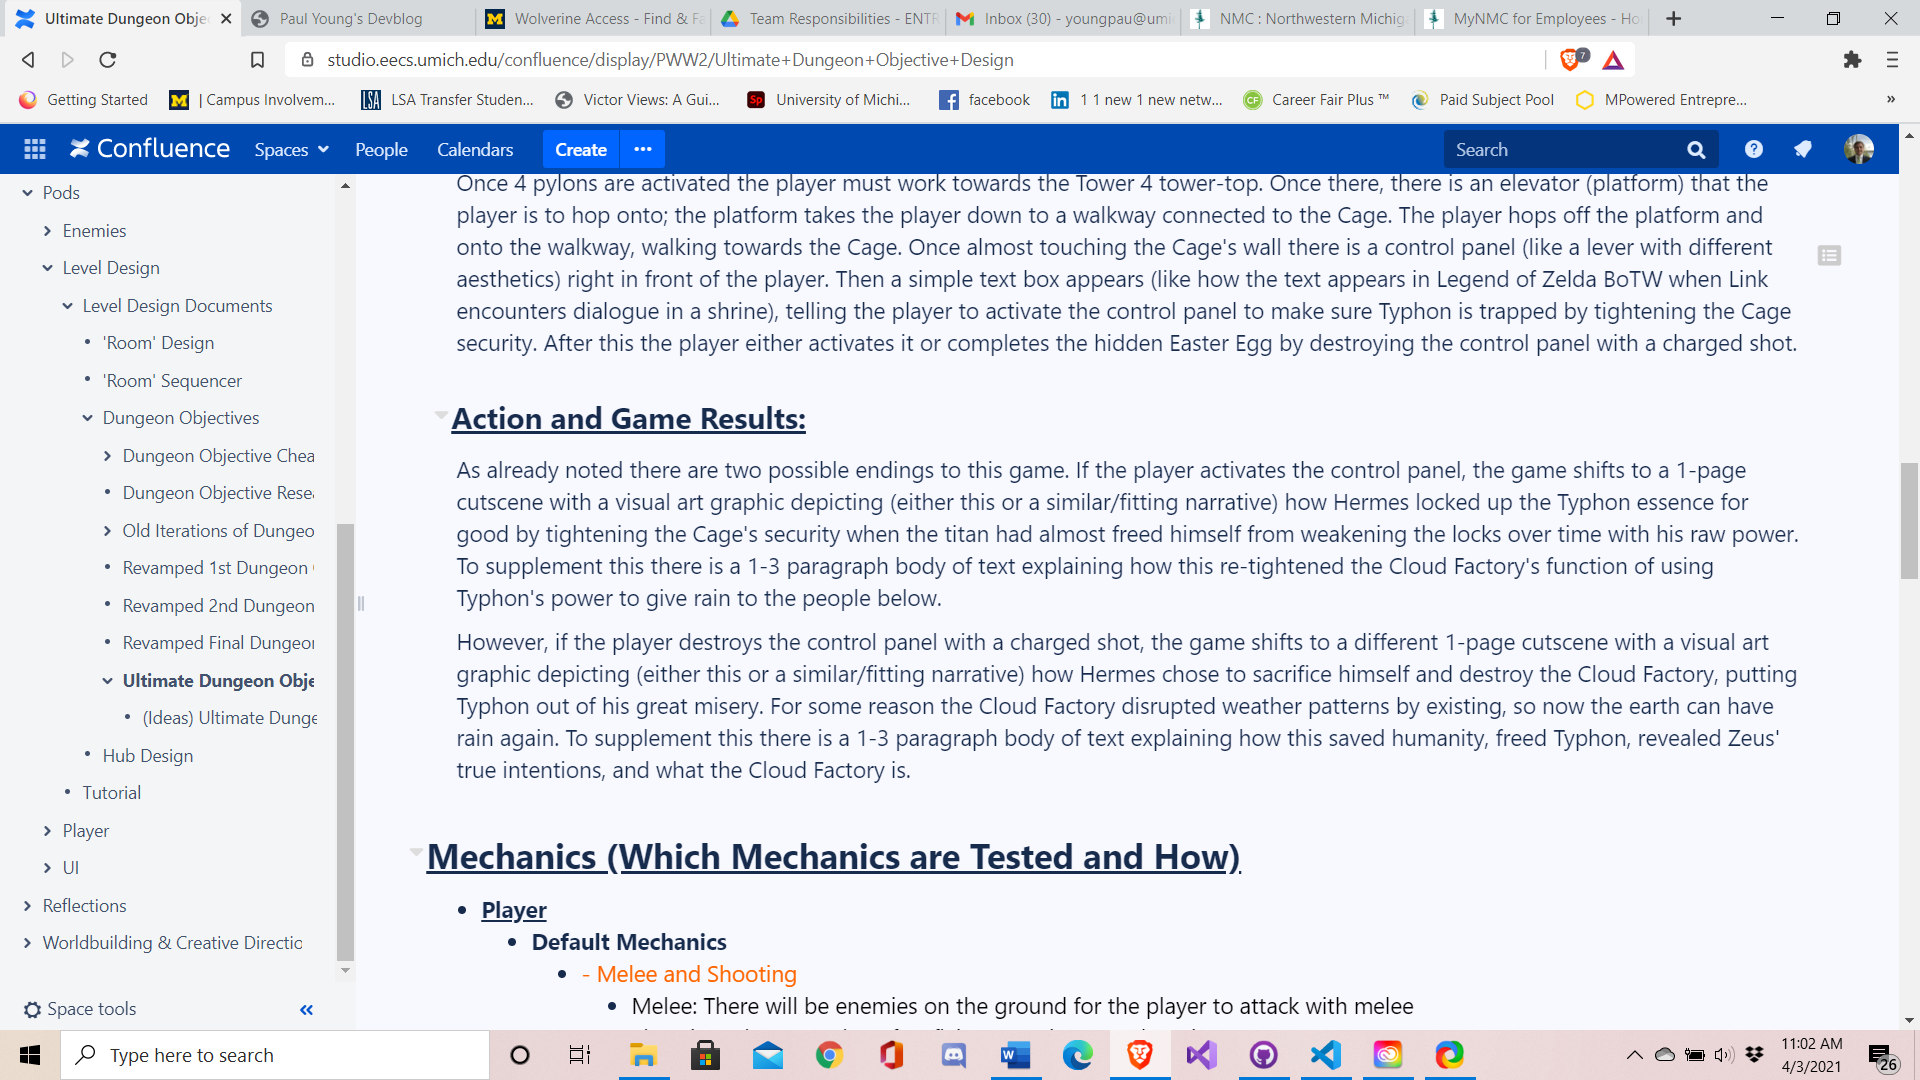 Ultimate Dungeon Obje
Paul Young's Devblog
Wolverine Access - Find & Fa
Team Responsibilities - ENTR
Inbox (30) - youngpau@umi
NMC : Northwestern Michiga
MyNMC for Employees - Ho
studio.eecs.umich.edu/confluence/display/PWW2/Ultimate+Dungeon+Objective+Design
7
Getting Started
| Campus Involvem...
LSA Transfer Studen...
Victor Views: A Gui...
University of Michi...
facebook
1 1 new 1 new netw...
Career Fair Plus ™
Paid Subject Pool
MPowered Entrepre...
»
Confluence
Spaces
People
Calendars
Create
Search
Pods
Enemies
Level Design
Level Design Documents
'Room' Design
'Room' Sequencer
Dungeon Objectives
Dungeon Objective Chea
Dungeon Objective Rese
Old Iterations of Dungeo
Revamped 1st Dungeon
Revamped 2nd Dungeon
Revamped Final Dungeon
Ultimate Dungeon Obje
(Ideas) Ultimate Dunge
Hub Design
Tutorial
Player
UI
Reflections
Worldbuilding & Creative Directio
Space tools
Once 4 pylons are activated the player must work towards the Tower 4 tower-top. Once there, there is an elevator (platform) that the
player is to hop onto; the platform takes the player down to a walkway connected to the Cage. The player hops off the platform and
onto the walkway, walking towards the Cage. Once almost touching the Cage's wall there is a control panel (like a lever with different
aesthetics) right in front of the player. Then a simple text box appears (like how the text appears in Legend of Zelda BoTW when Link
encounters dialogue in a shrine), telling the player to activate the control panel to make sure Typhon is trapped by tightening the Cage
security. After this the player either activates it or completes the hidden Easter Egg by destroying the control panel with a charged shot.
Action and Game Results:
As already noted there are two possible endings to this game. If the player activates the control panel, the game shifts to a 1-page
cutscene with a visual art graphic depicting (either this or a similar/fitting narrative) how Hermes locked up the Typhon essence for
good by tightening the Cage's security when the titan had almost freed himself from weakening the locks over time with his raw power.
To supplement this there is a 1-3 paragraph body of text explaining how this re-tightened the Cloud Factory's function of using
Typhon's power to give rain to the people below.
However, if the player destroys the control panel with a charged shot, the game shifts to a different 1-page cutscene with a visual art
graphic depicting (either this or a similar/fitting narrative) how Hermes chose to sacrifice himself and destroy the Cloud Factory, putting
Typhon out of his great misery. For some reason the Cloud Factory disrupted weather patterns by existing, so now the earth can have
rain again. To supplement this there is a 1-3 paragraph body of text explaining how this saved humanity, freed Typhon, revealed Zeus'
true intentions, and what the Cloud Factory is.
Mechanics (Which Mechanics are Tested and How)
Player
Default Mechanics
- Melee and Shooting
Melee: There will be enemies on the ground for the player to attack with melee
Type here to search
11:02 AM
4/3/2021
26